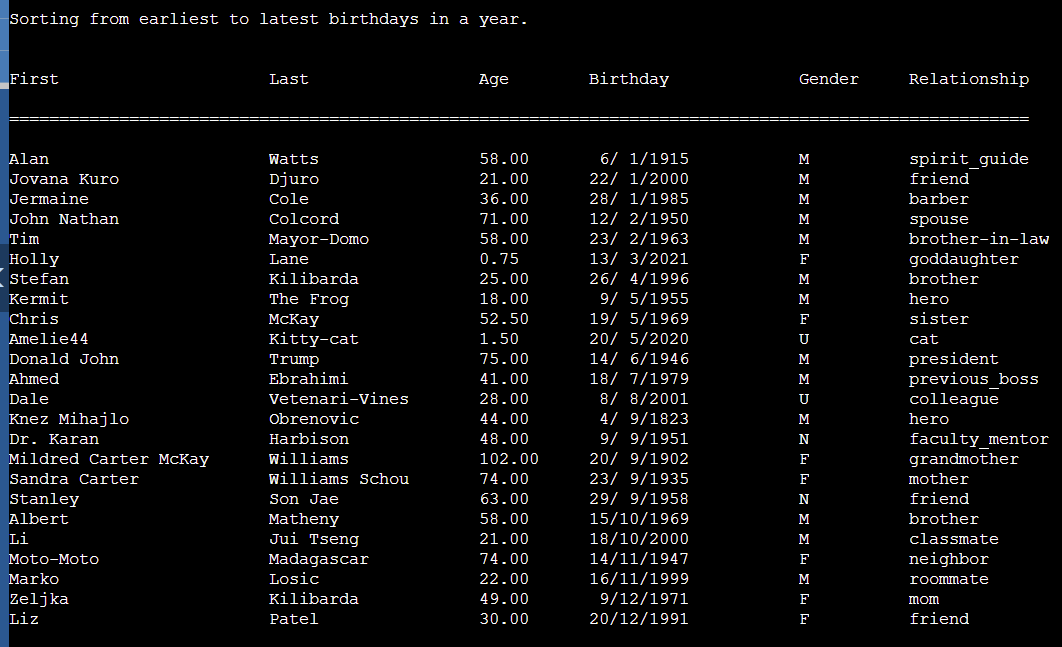 Sorting from earliest to latest birthdays in a year.
First Last Age Birthday Gender Relationship
======================================================================================================
Alan Watts 58.00 6/ 1/1915 M spirit_guide
Jovana Kuro Djuro 21.00 22/ 1/2000 M friend
Jermaine Cole 36.00 28/ 1/1985 M barber
John Nathan Colcord 71.00 12/ 2/1950 M spouse
Tim Mayor-Domo 58.00 23/ 2/1963 M brother-in-law
Holly Lane 0.75 13/ 3/2021 F goddaughter
Stefan Kilibarda 25.00 26/ 4/1996 M brother
Kermit The Frog 18.00 9/ 5/1955 M hero
Chris McKay 52.50 19/ 5/1969 F sister
Amelie44 Kitty-cat 1.50 20/ 5/2020 U cat
Donald John Trump 75.00 14/ 6/1946 M president
Ahmed Ebrahimi 41.00 18/ 7/1979 M previous_boss
Dale Vetenari-Vines 28.00 8/ 8/2001 U colleague
Knez Mihajlo Obrenovic 44.00 4/ 9/1823 M hero
Dr. Karan Harbison 48.00 9/ 9/1951 N faculty_mentor
Mildred Carter McKay Williams 102.00 20/ 9/1902 F grandmother
Sandra Carter Williams Schou 74.00 23/ 9/1935 F mother
Stanley Son Jae 63.00 29/ 9/1958 N friend
Albert Matheny 58.00 15/10/1969 M brother
Li Jui Tseng 21.00 18/10/2000 M classmate
Moto-Moto Madagascar 74.00 14/11/1947 F neighbor
Marko Losic 22.00 16/11/1999 M roommate
Zeljka Kilibarda 49.00 9/12/1971 F mom
Liz Patel 30.00 20/12/1991 F friend